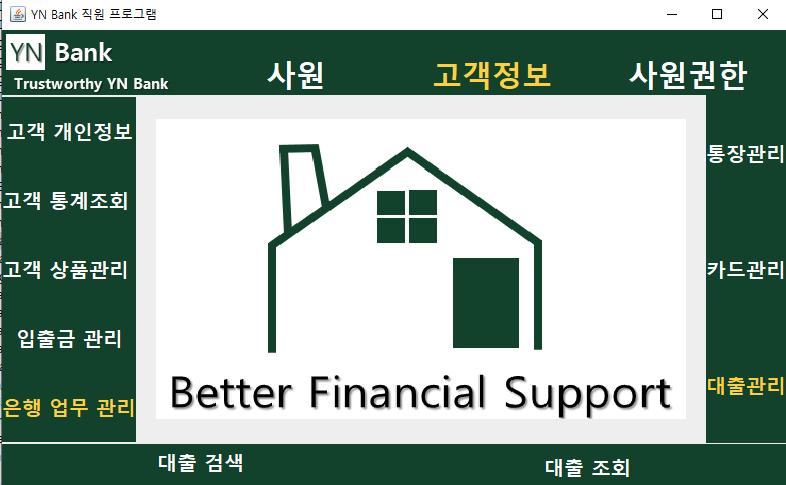 YN Bank 직원 프로그램
YN Bank
Trustworthy YN Bank
사원 고객정보 사원권한
고객 개인정보
고객 통계조회
고객 상품관리
입출금 관리
은행 업무 관리
Better Financial Support
통장관리
카드관리
대출관리
대출 검색 대출 조회